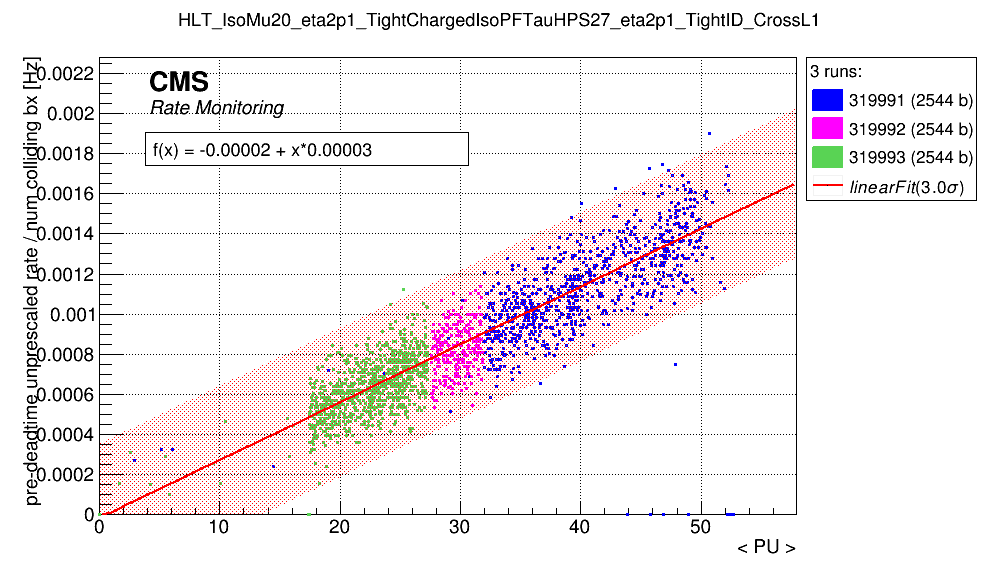 HLT_IsoMu20_eta2p1_TightChargedIsoPFTauHPS27_eta2p1_TightID_CrossL1
pre-deadtime unprescaled rate / num colliding bx [Hz]
0.0022
0.002
0.0018
0.0016
0.0014
0.0012
0.001
0.0008
0.0006
0.0004
0.0002
0
CMS
Rate Monitoring
f(x) = -0.00002 + x*0.00003
0 10 20 30 40 50
< PU >
3 runs:
319991 (2544 b)
319992 (2544 b)
319993 (2544 b)
linearFit(3.0σ)